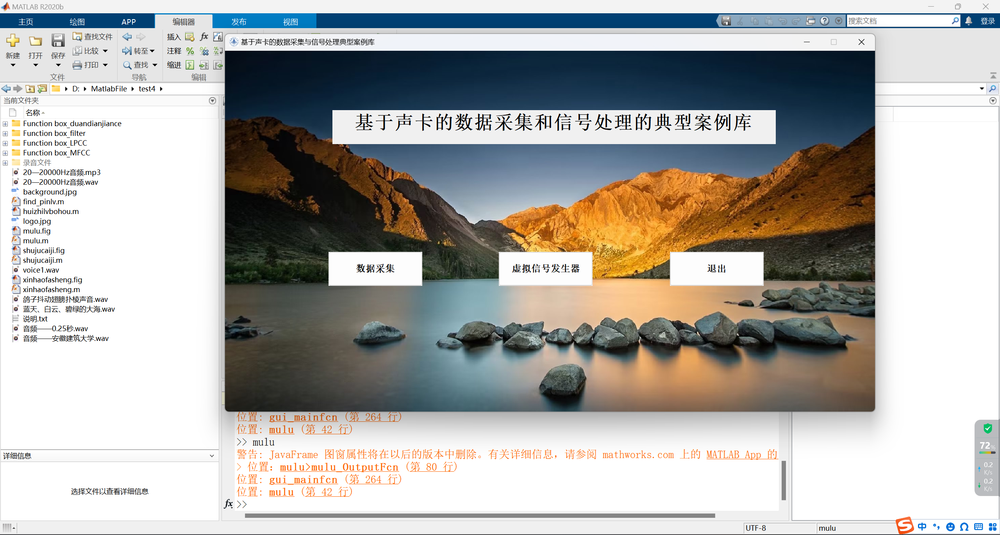 MATLAB R2020b
主页 绘图 APP 编辑器 发布 视图
搜索文档 登录
新建 打开 保存
查找文件
比较
打印
文件
转至
查找
导航
插入
注释
缩进
编辑
D: MatlabFile test4
当前文件夹
名称
Function box_duandianjiance
Function box_filter
Function box_LPCC
Function box_MFCC
录音文件
20—20000Hz音频.mp3
20—20000Hz音频.wav
background.jpg
find_pinlv.m
huizhilvbohou.m
logo.jpg
mulu.fig
mulu.m
shujucaiji.fig
shujucaiji.m
voice1.wav
xinhaofasheng.fig
xinhaofasheng.m
鸽子抖动翅膀扑棱声音.wav
蓝天、白云、碧绿的大海.wav
说明.txt
音频——0.25秒.wav
音频——安徽建筑大学.wav
详细信息
选择文件以查看详细信息
基于声卡的数据采集与信号处理典型案例库
基于声卡的数据采集和信号处理的典型案例库
数据采集 虚拟信号发生器 退出
位置: gui_mainfcn (第 264 行)
位置: mulu (第 42 行)
>> mulu
警告: JavaFrame 图窗属性将在以后的版本中删除。有关详细信息，请参阅 mathworks.com 上的 MATLAB App 的
> 位置: mulu>mulu_OutputFcn (第 80 行)
位置: gui_mainfcn (第 264 行)
位置: mulu (第 42 行)
fx >>
72%
0.2
K/s
0.2
K/s
UTF-8 mulu
中